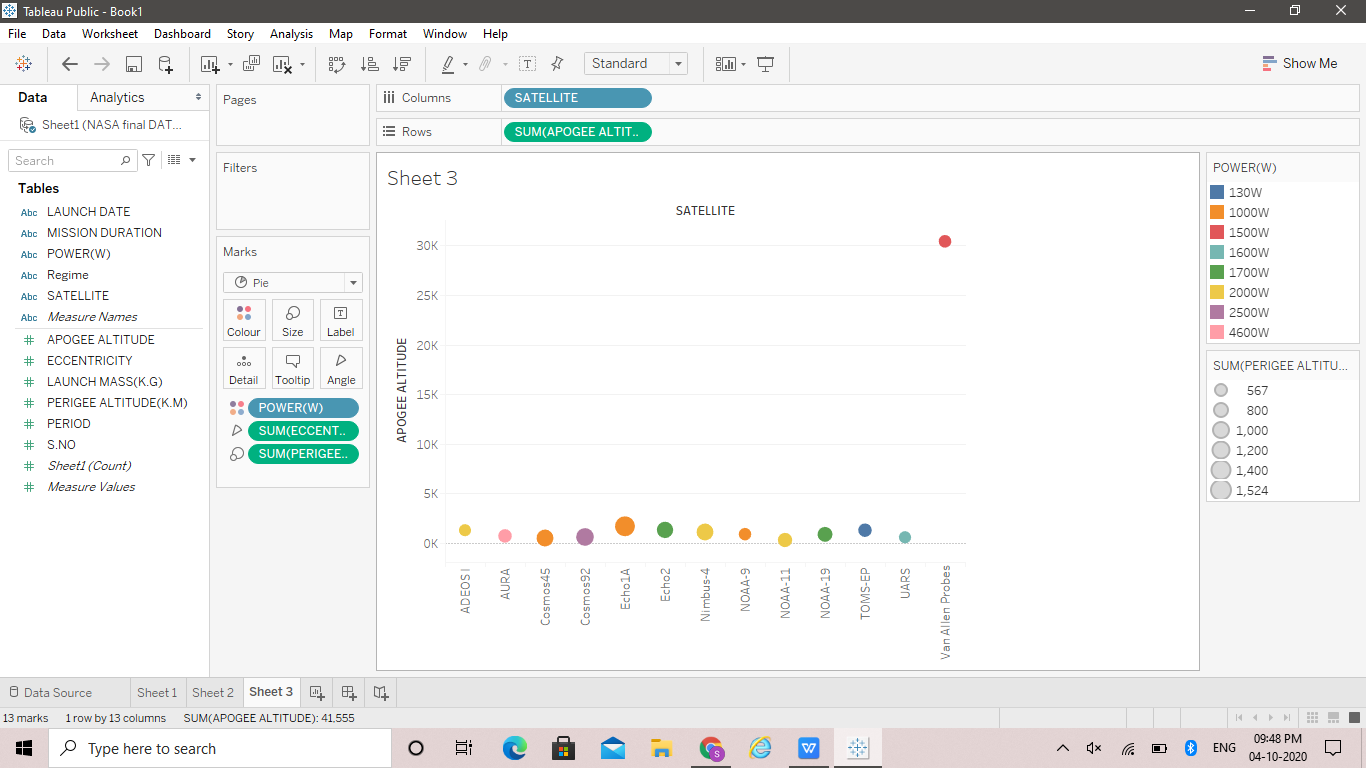 Tableau Public - Book1
File Data Worksheet Dashboard Story Analysis Map Format Window Help
Standard
Show Me
Data Analytics
Sheet1 (NASA final DAT...
Search
Tables
Abc LAUNCH DATE
Abc MISSION DURATION
Abc POWER(W)
Abc Regime
Abc SATELLITE
Abc Measure Names
# APOGEE ALTITUDE
# ECCENTRICITY
# LAUNCH MASS(K.G)
# PERIGEE ALTITUDE(K.M)
# PERIOD
# S.NO
# Sheet1 (Count)
# Measure Values
Pages
Filters
Marks
Pie
Colour Size Label
Detail Tooltip Angle
POWER(W)
SUM(ECCENT..
SUM(PERIGEE..
Columns SATELLITE
Rows SUM(APOGEE ALTIT..
Sheet 3
SATELLITE
APOGEE ALTITUDE
30K
25K
20K
15K
10K
5K
0K
ADEOS I
AURA
Cosmos45
Cosmos92
Echo1A
Echo2
Nimbus-4
NOAA-9
NOAA-11
NOAA-19
TOMS-EP
UARS
Van Allen Probes
POWER(W)
130W
1000W
1500W
1600W
1700W
2000W
2500W
4600W
SUM(PERIGEE ALTITU...
567
800
1,000
1,200
1,400
1,524
Data Source Sheet 1 Sheet 2 Sheet 3
13 marks 1 row by 13 columns SUM(APOGEE ALTITUDE): 41,555
Type here to search
S
W
ENG
09:48 PM
04-10-2020